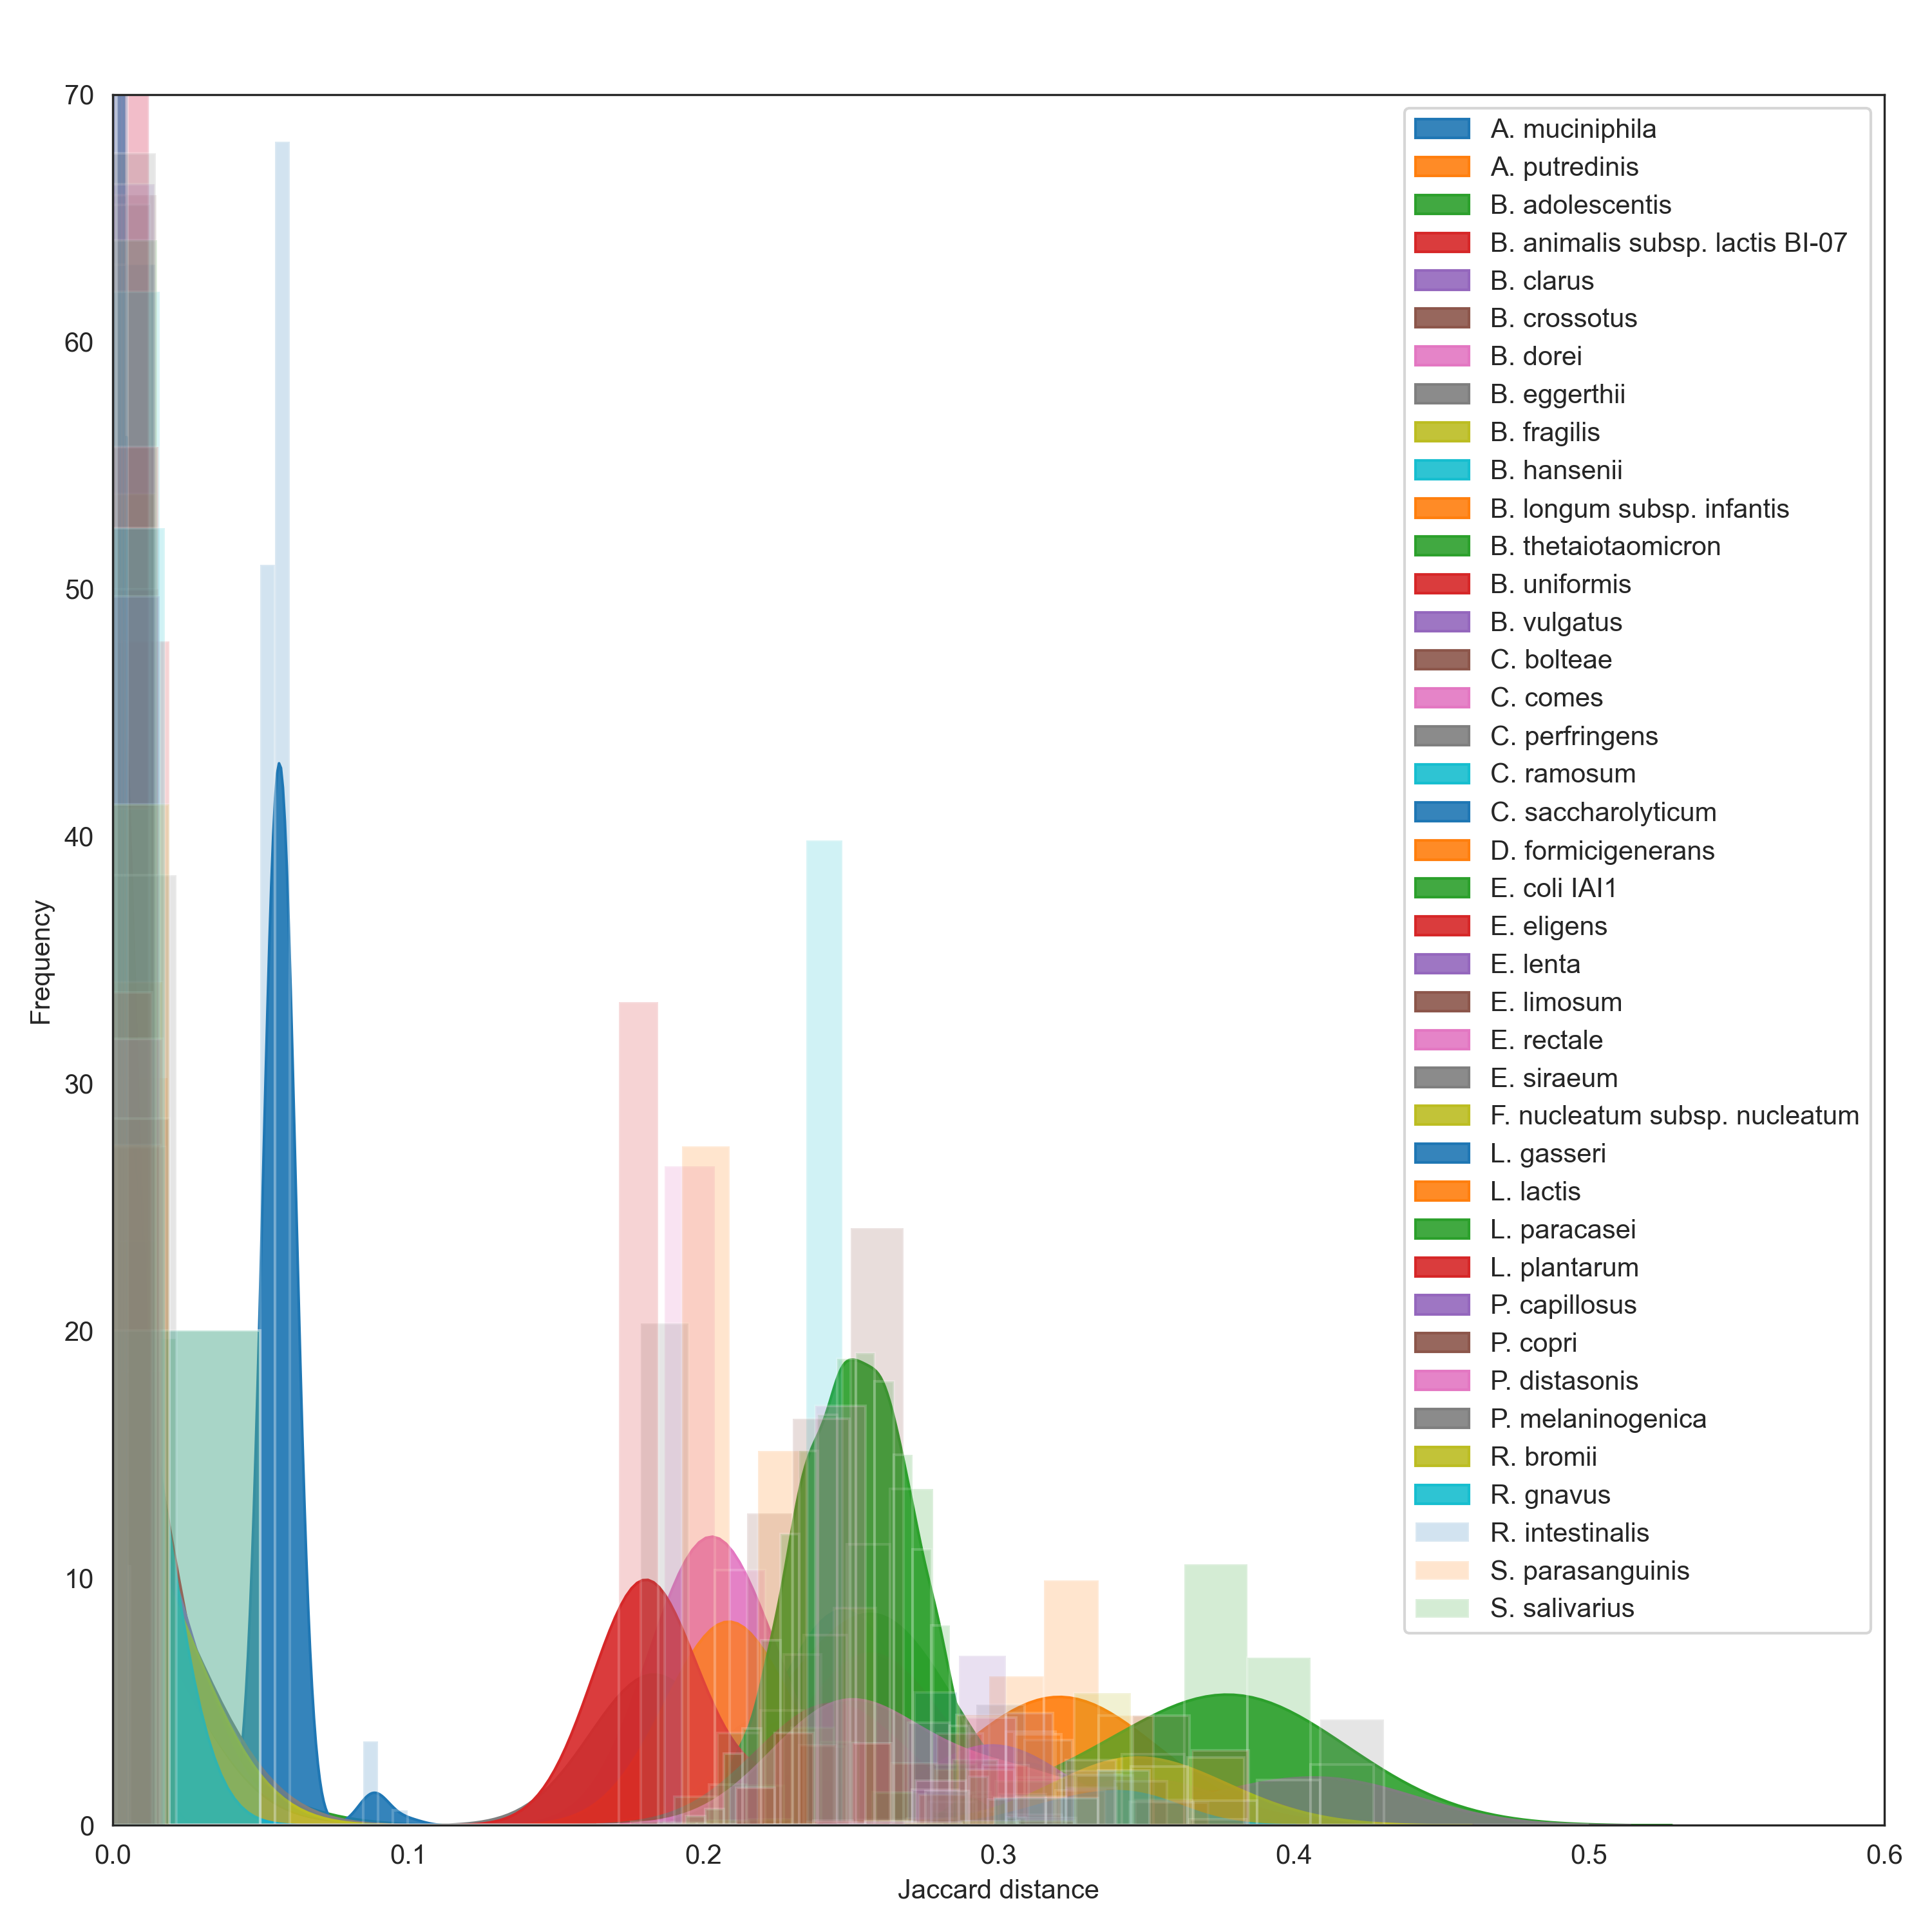 70
60
50
40
30
20
10
0
Frequency
0.0 0.1 0.2 0.3 0.4 0.5 0.6
Jaccard distance
A. muciniphila
A. putredinis
B. adolescentis
B. animalis subsp. lactis BI-07
B. clarus
B. crossotus
B. dorei
B. eggerthii
B. fragilis
B. hansenii
B. longum subsp. infantis
B. thetaiotaomicron
B. uniformis
B. vulgatus
C. bolteae
C. comes
C. perfringens
C. ramosum
C. saccharolyticum
D. formicigenerans
E. coli IAI1
E. eligens
E. lenta
E. limosum
E. rectale
E. siraeum
F. nucleatum subsp. nucleatum
L. gasseri
L. lactis
L. paracasei
L. plantarum
P. capillosus
P. copri
P. distasonis
P. melaninogenica
R. bromii
R. gnavus
R. intestinalis
S. parasanguinis
S. salivarius